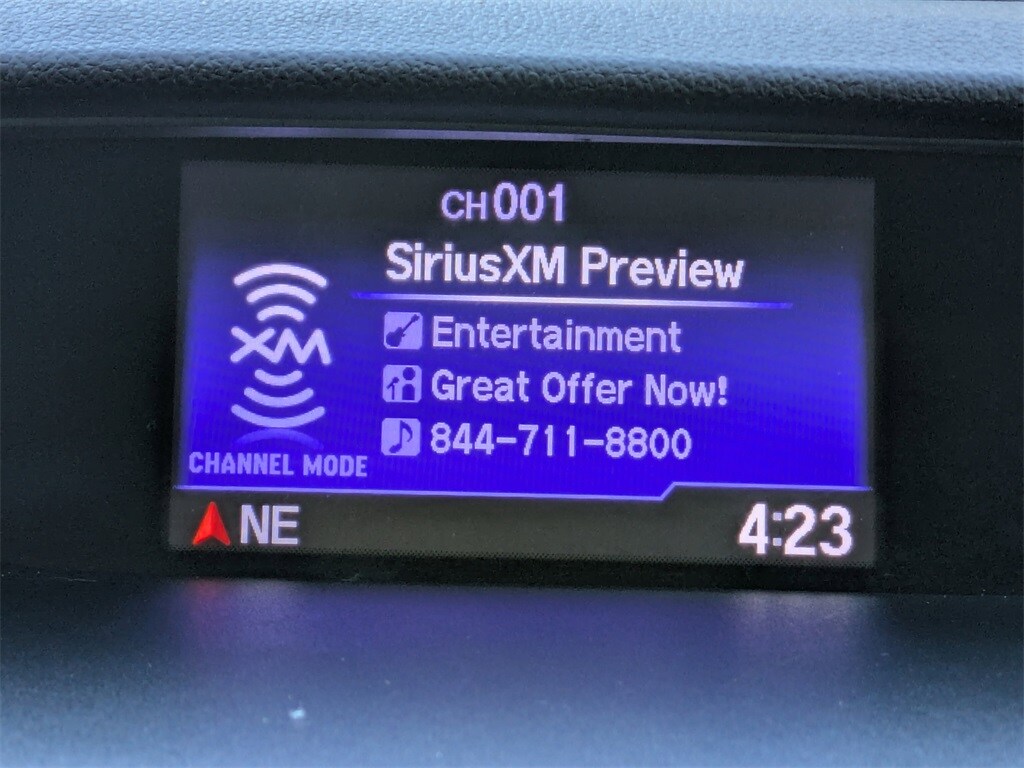 CH001
SiriusXM Preview
XM
Entertainment
Great Offer Now!
844-711-8800
CHANNEL MODE
NE
4:23